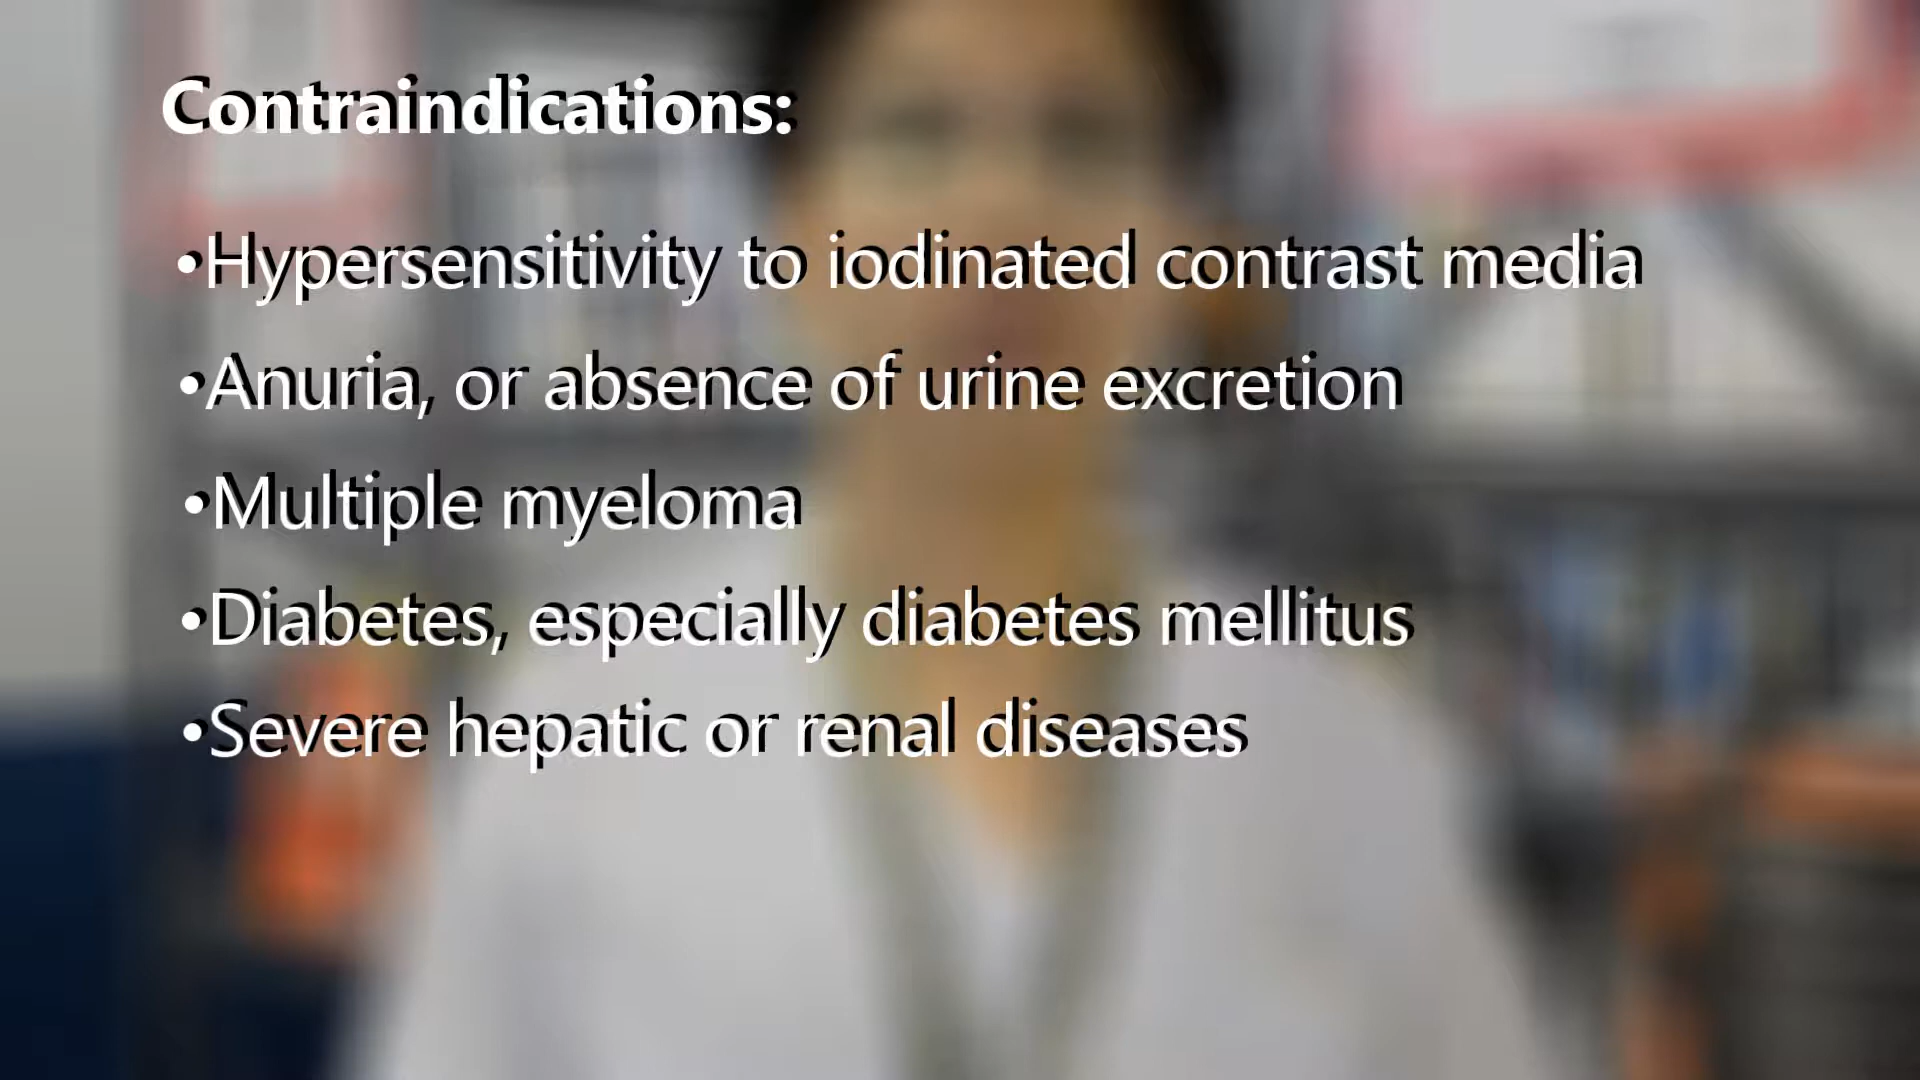 Contraindications:
•Hypersensitivity to iodinated contrast media
•Anuria, or absence of urine excretion
•Multiple myeloma
•Diabetes, especially diabetes mellitus
•Severe hepatic or renal diseases